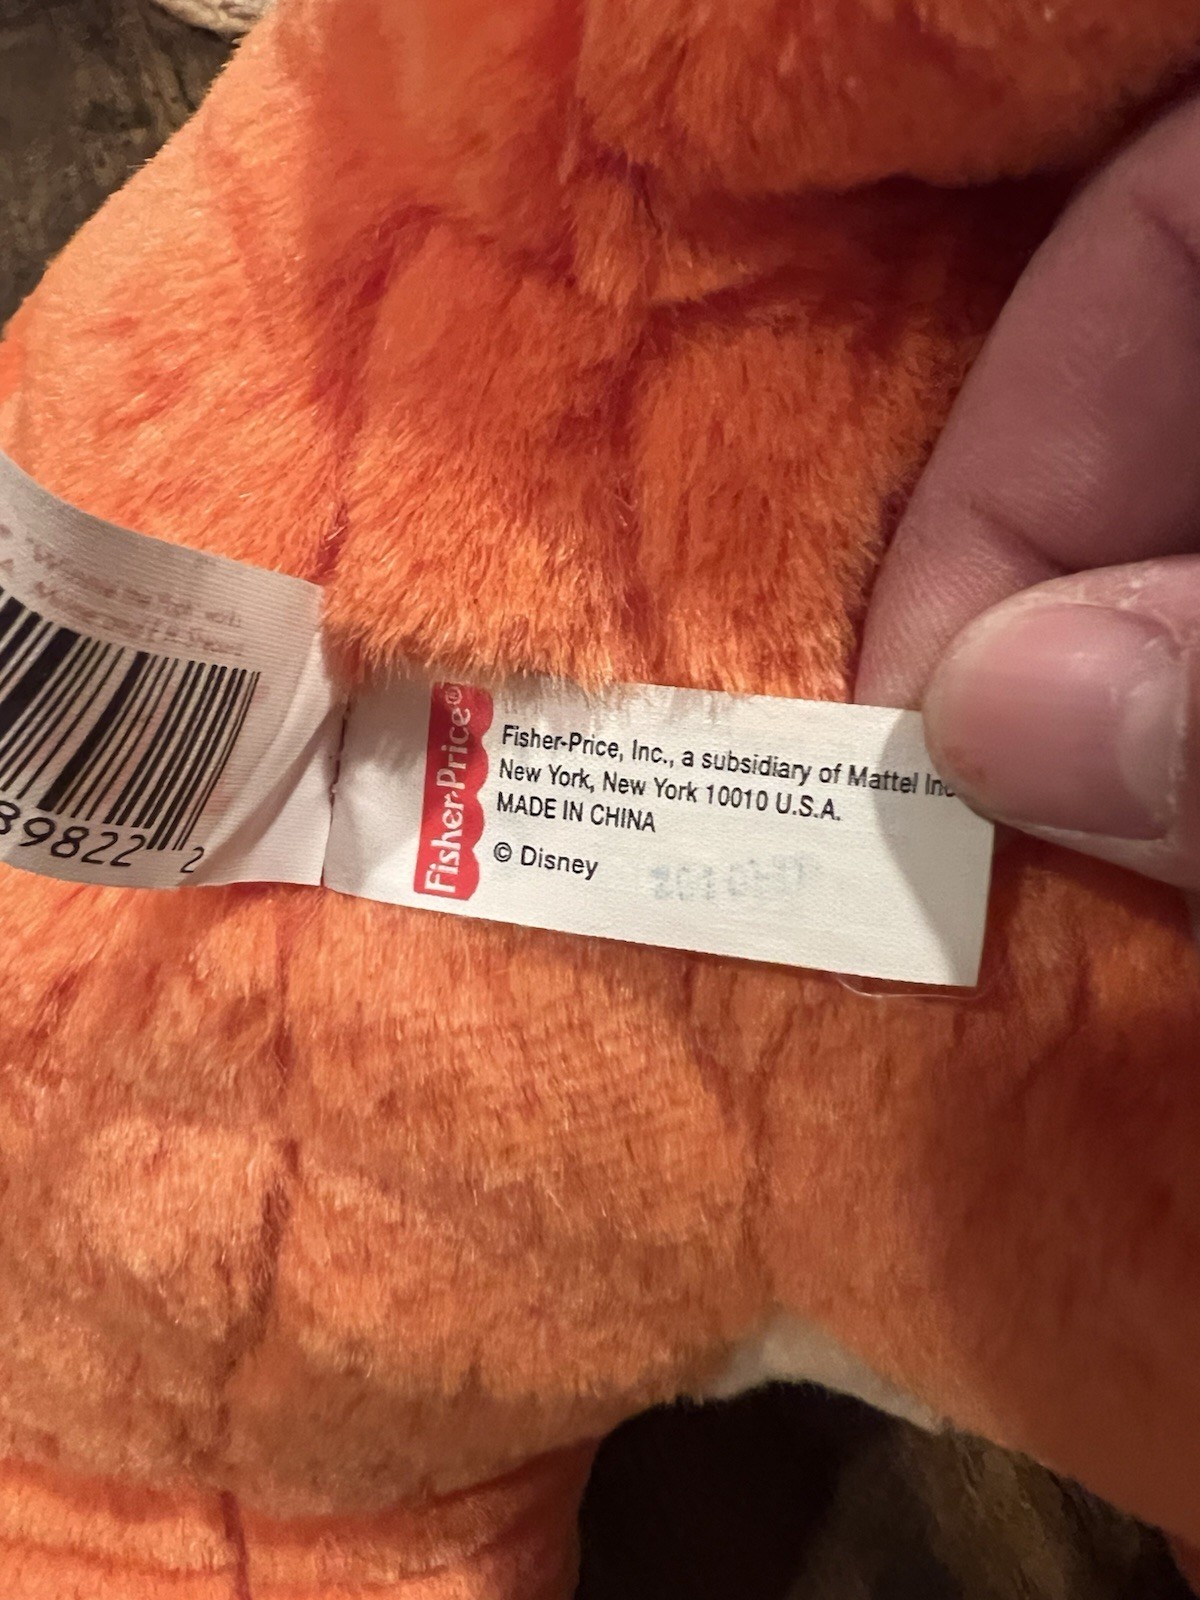 Fisher-Price®
Fisher-Price, Inc., a subsidiary of Mattel Inc
New York, New York 10010 U.S.A.
MADE IN CHINA
© Disney
89822 2